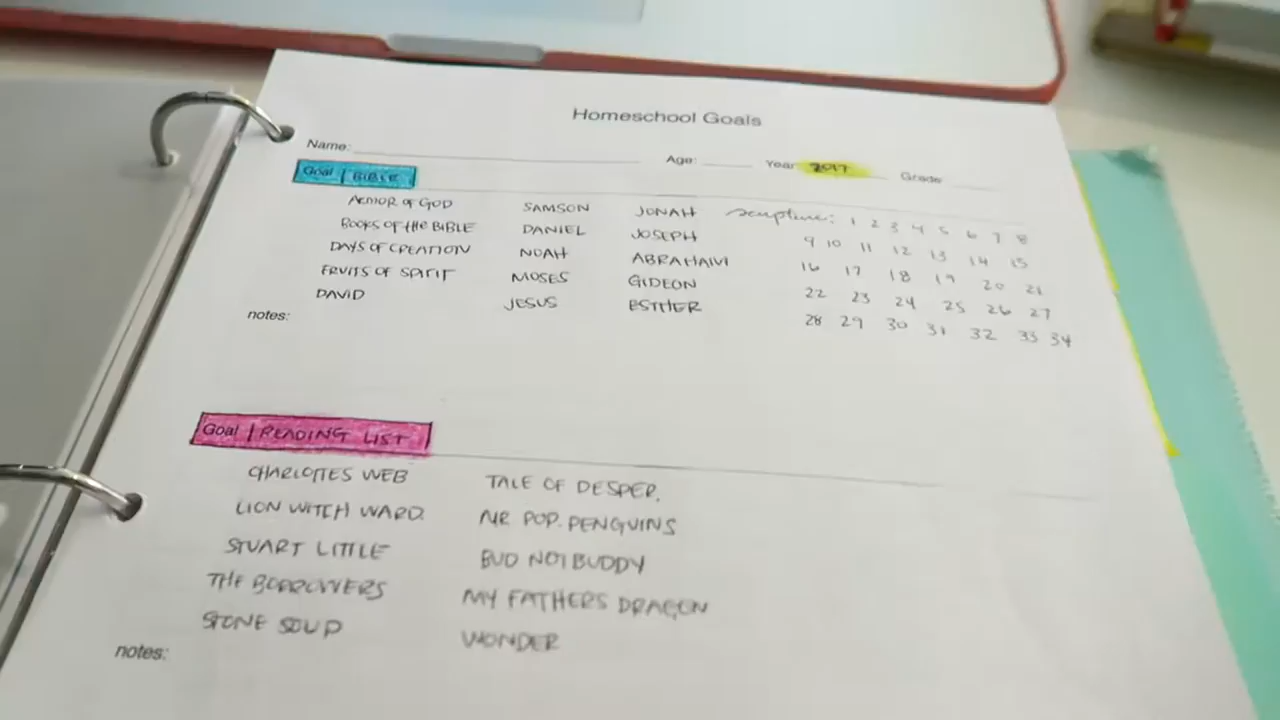 Homeschool Goals
Name: Age: Year 2017 Grade
Goal | BIBLE
ARMOR OF GOD SAMSON JONAH Scripture: 1 2 3 4 5 6 7 8
BOOKS OF the BIBLE DANIEL JOSEPH 9 10 11 12 13 14 15
DAYS OF CREATION NOAH ABRAHAM 16 17 18 19 20 21
FRUITS OF SPIRIT MOSES GIDEON 22 23 24 25 26 27
DAVID JESUS ESTHER 28 29 30 31 32 33 34
notes:
Goal | READING LIST
CHARLOTTES WEB TALE OF DESPER.
LION WITCH WARD. MR POP. PENGUINS
STUART LITTLE BUD NOT BUDDY
THE BORROWERS MY FATHERS DRAGON
STONE SOUP WONDER
notes: